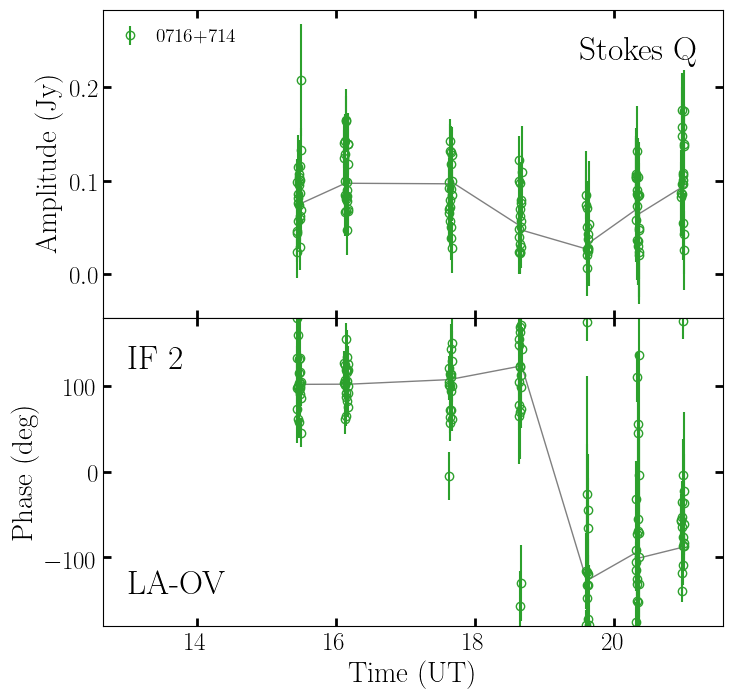 0716+714
Stokes Q
Amplitude (Jy)
0.2
0.1
0.0
IF 2
Phase (deg)
100
0
−100
LA-OV
14 16 18 20
Time (UT)